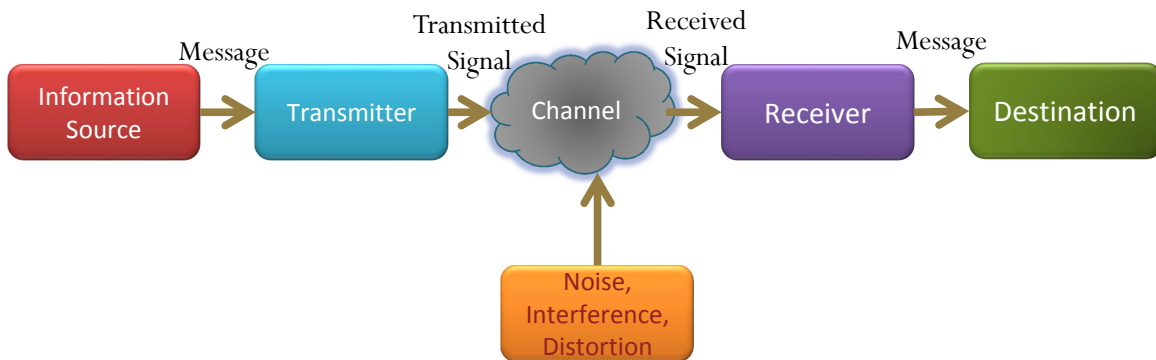 Message
Transmitted
Signal
Received
Signal
Message
Information
Source
Transmitter
Channel
Receiver
Destination
Noise,
Interference,
Distortion